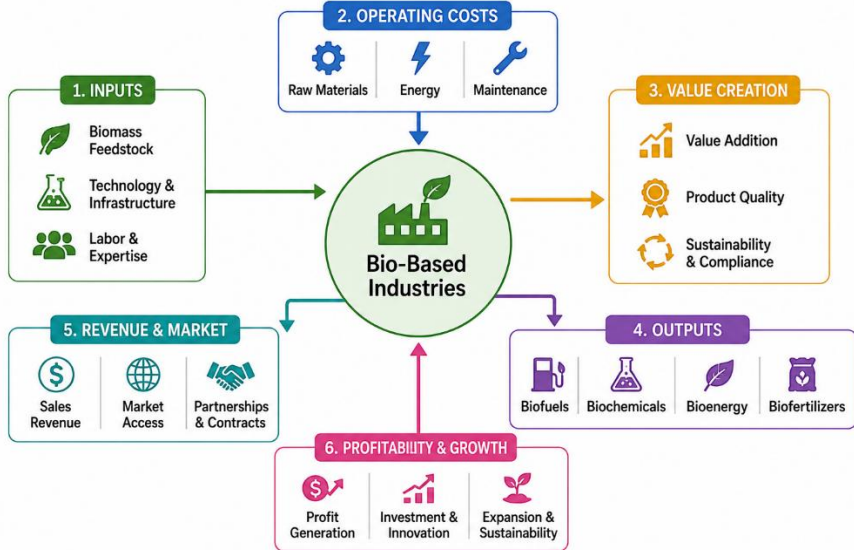 2. OPERATING COSTS
Raw Materials
Energy
Maintenance
1. INPUTS
Biomass
Feedstock
Technology &
Infrastructure
Labor &
Expertise
3. VALUE CREATION
Value Addition
Product Quality
Sustainability
& Compliance
Bio-Based
Industries
5. REVENUE & MARKET
$
Sales
Revenue
Market
Access
Partnerships
& Contracts
4. OUTPUTS
Biofuels
Biochemicals
Bioenergy
Biofertilizers
6. PROFITABILITY & GROWTH
$
Profit
Generation
Investment &
Innovation
Expansion &
Sustainability